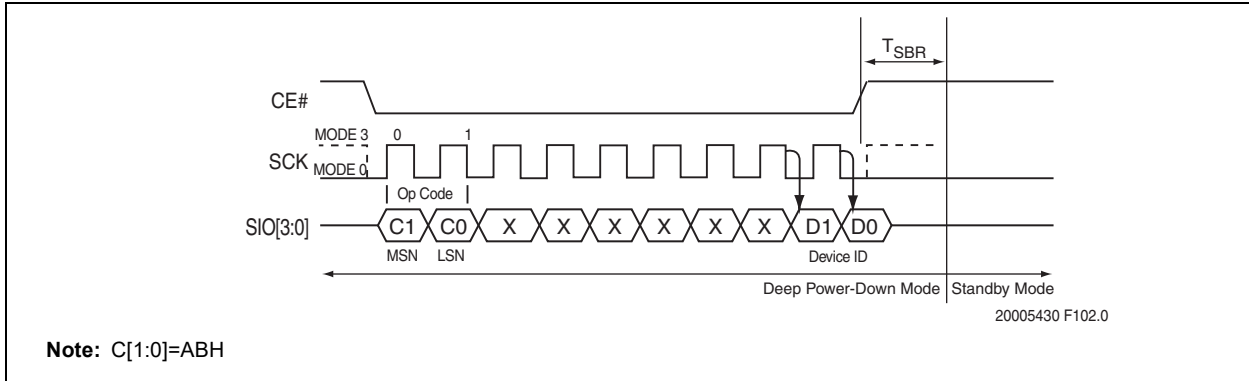 TSBR
CE#
MODE 3 0 1
SCK MODE 0
Op Code
SIO[3:0] C1 C0 X X X X X X D1 D0
MSN LSN Device ID
Deep Power-Down Mode Standby Mode
20005430 F102.0
Note: C[1:0]=ABH